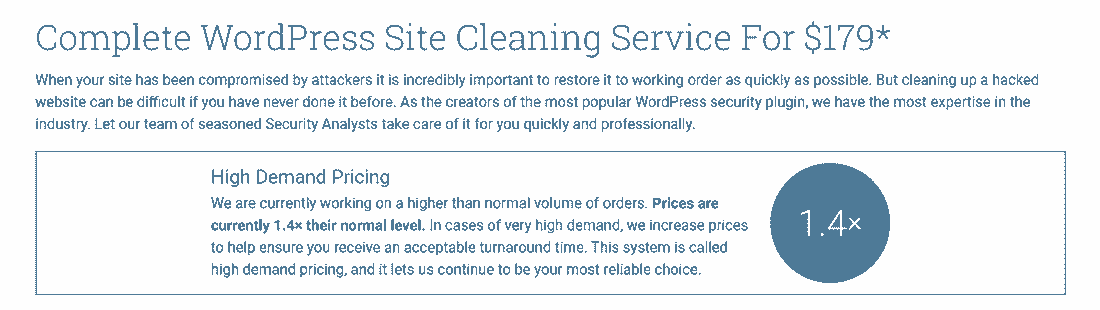 Complete WordPress Site Cleaning Service For $179*
When your site has been compromised by attackers it is incredibly important to restore it to working order as quickly as possible. But cleaning up a hacked
website can be difficult if you have never done it before. As the creators of the most popular WordPress security plugin, we have the most expertise in the
industry. Let our team of seasoned Security Analysts take care of it for you quickly and professionally.
High Demand Pricing
We are currently working on a higher than normal volume of orders. Prices are
currently 1.4× their normal level. In cases of very high demand, we increase prices
to help ensure you receive an acceptable turnaround time. This system is called
high demand pricing, and it lets us continue to be your most reliable choice.
1.4×